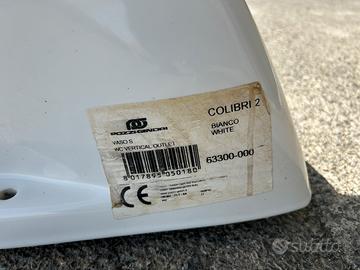 POZZI-GINORI
COLIBRI 2
VASO S
BIANCO
WHITE
WC VERTICAL OUTLET
63300-000
8 017895 050180
CE
subito